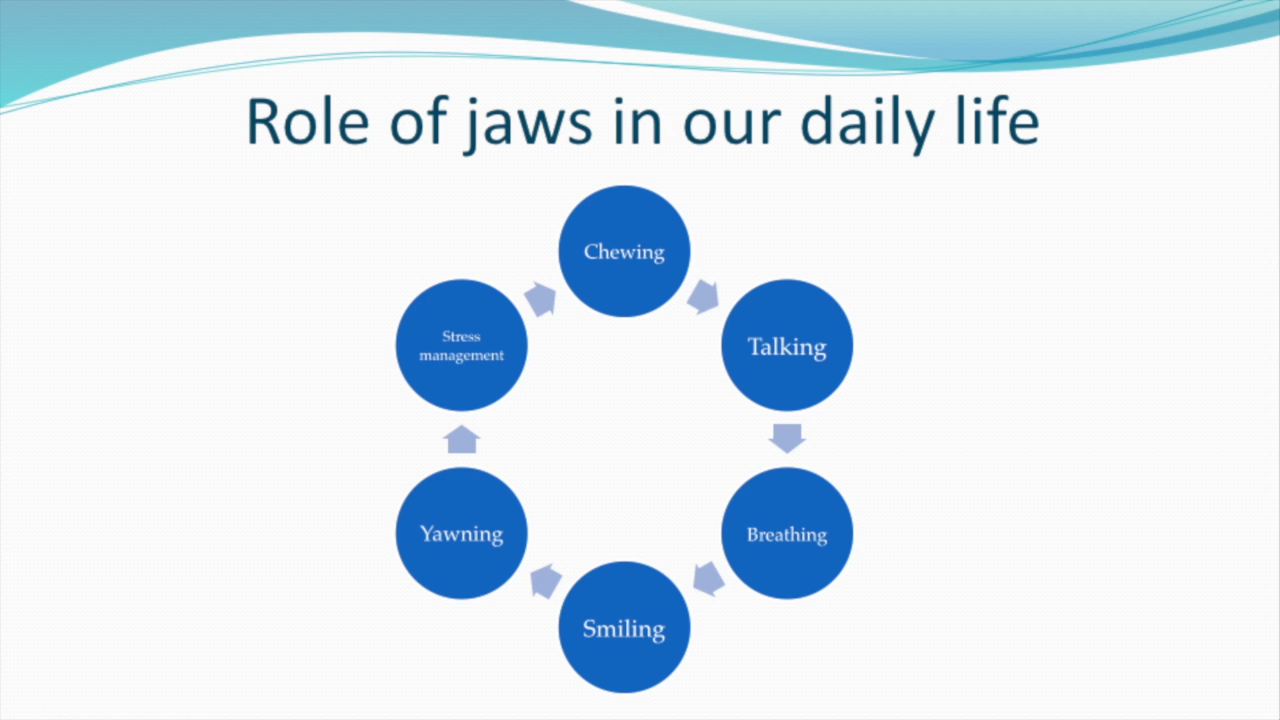 Role of jaws in our daily life
Chewing
Talking
Breathing
Smiling
Yawning
Stress
management